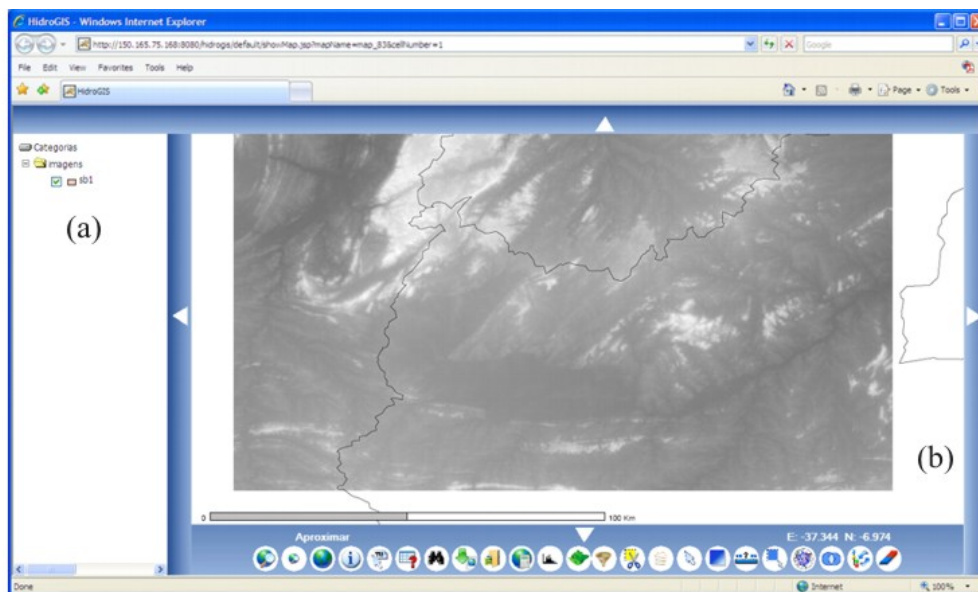 HidroGIS - Windows Internet Explorer
http://150.165.75.168:8080/hidrogis/default/showMap.jsp?mapName=map_83&cellNumber=1
Google
File Edit View Favorites Tools Help
HidroGIS
Page Tools
Categorias
imagens
sb1
(a)
(b)
0 100 Km
Aproximar E: -37.344 N: -6.974
Done Internet 100%